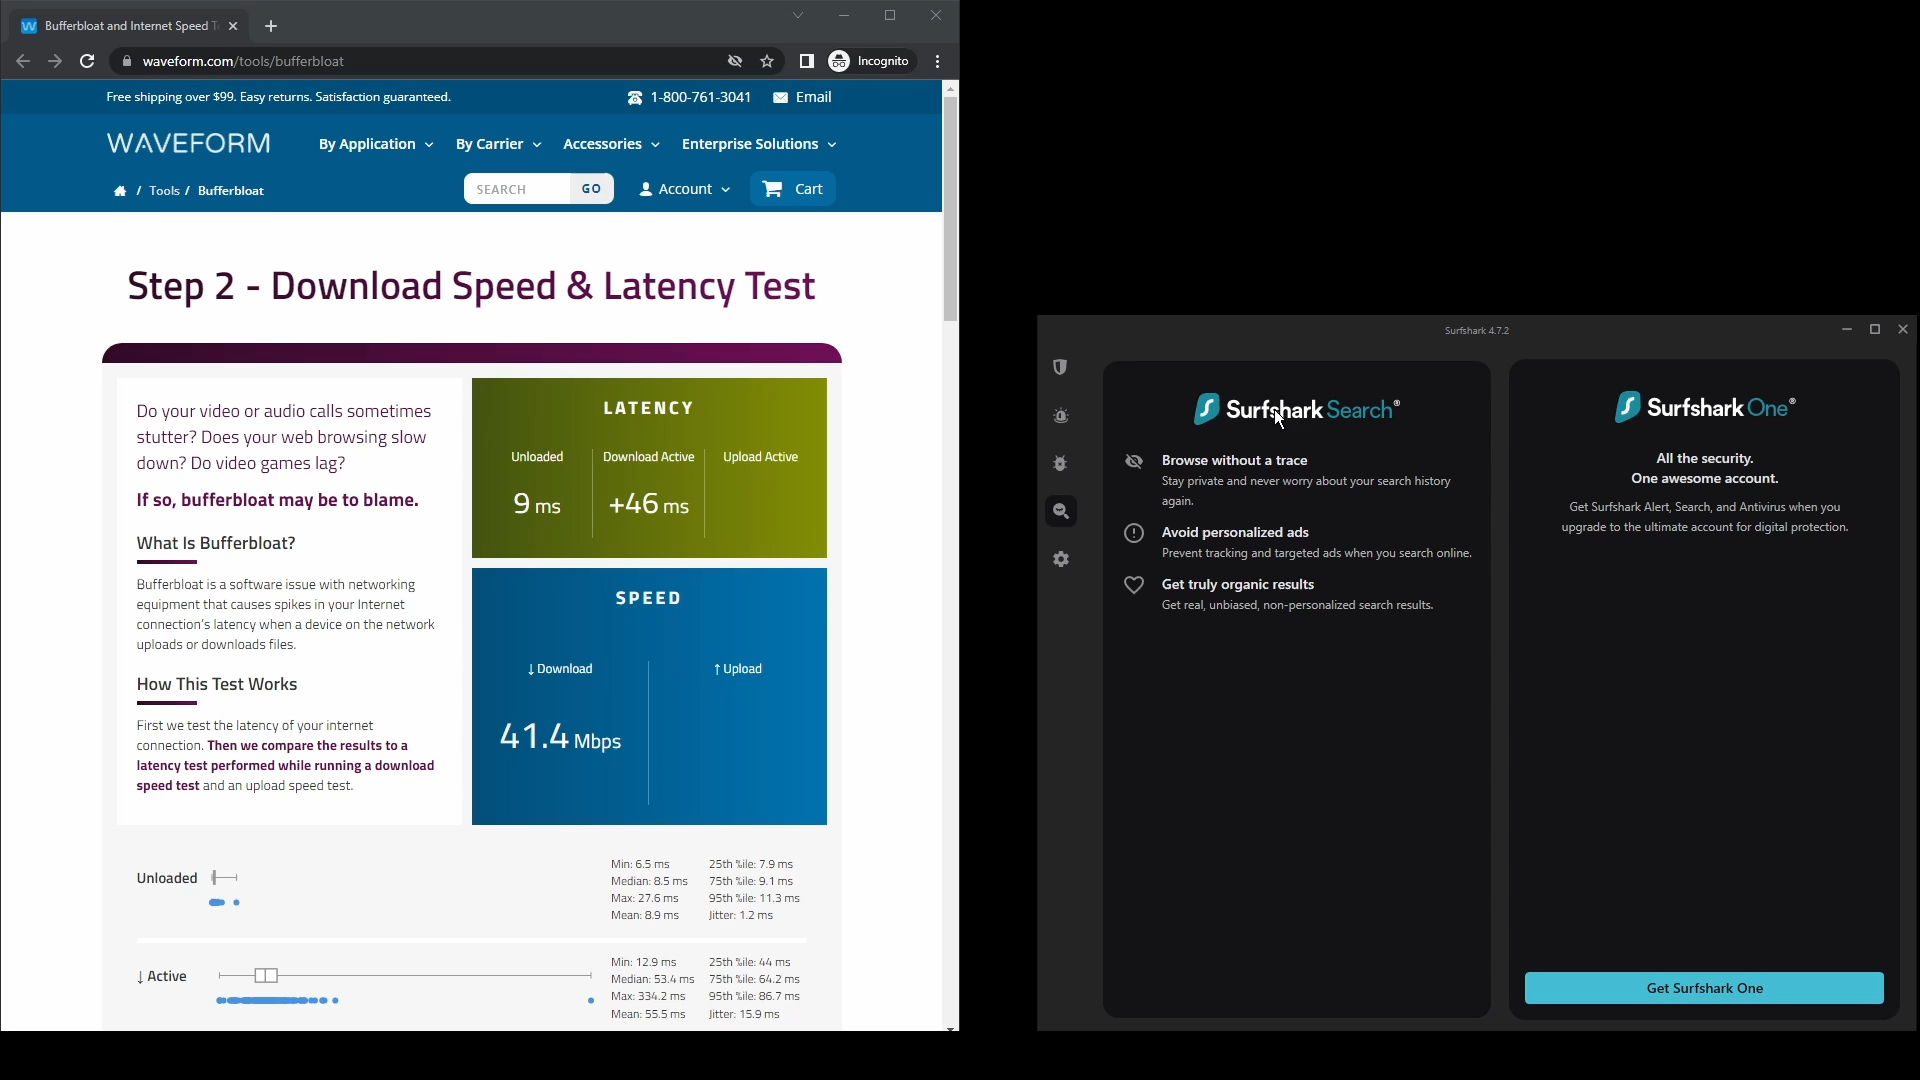 Bufferbloat and Internet Speed T
waveform.com/tools/bufferbloat
Incognito
Free shipping over $99. Easy returns. Satisfaction guaranteed.
1-800-761-3041
Email
WAVEFORM
By Application
By Carrier
Accessories
Enterprise Solutions
/ Tools / Bufferbloat
SEARCH
GO
Account
Cart
Step 2 - Download Speed & Latency Test
Do your video or audio calls sometimes
stutter? Does your web browsing slow
down? Do video games lag?
If so, bufferbloat may be to blame.
What Is Bufferbloat?
Bufferbloat is a software issue with networking
equipment that causes spikes in your Internet
connection's latency when a device on the network
uploads or downloads files.
How This Test Works
First we test the latency of your internet
connection. Then we compare the results to a
latency test performed while running a download
speed test and an upload speed test.
LATENCY
Unloaded
Download Active
Upload Active
9 ms
+46 ms
SPEED
↓ Download
↑ Upload
41.4 Mbps
Unloaded
Min: 6.5 ms
25th %ile: 7.9 ms
Median: 8.5 ms
75th %ile: 9.1 ms
Max: 27.6 ms
95th %ile: 11.3 ms
Mean: 8.9 ms
Jitter: 1.2 ms
↓ Active
Min: 12.9 ms
25th %ile: 44 ms
Median: 53.4 ms
75th %ile: 64.2 ms
Max: 334.2 ms
95th %ile: 86.7 ms
Mean: 55.5 ms
Jitter: 15.9 ms
Surfshark 4.7.2
Surfshark Search®
Browse without a trace
Stay private and never worry about your search history
again.
Avoid personalized ads
Prevent tracking and targeted ads when you search online.
Get truly organic results
Get real, unbiased, non-personalized search results.
Surfshark One®
All the security.
One awesome account.
Get Surfshark Alert, Search, and Antivirus when you
upgrade to the ultimate account for digital protection.
Get Surfshark One